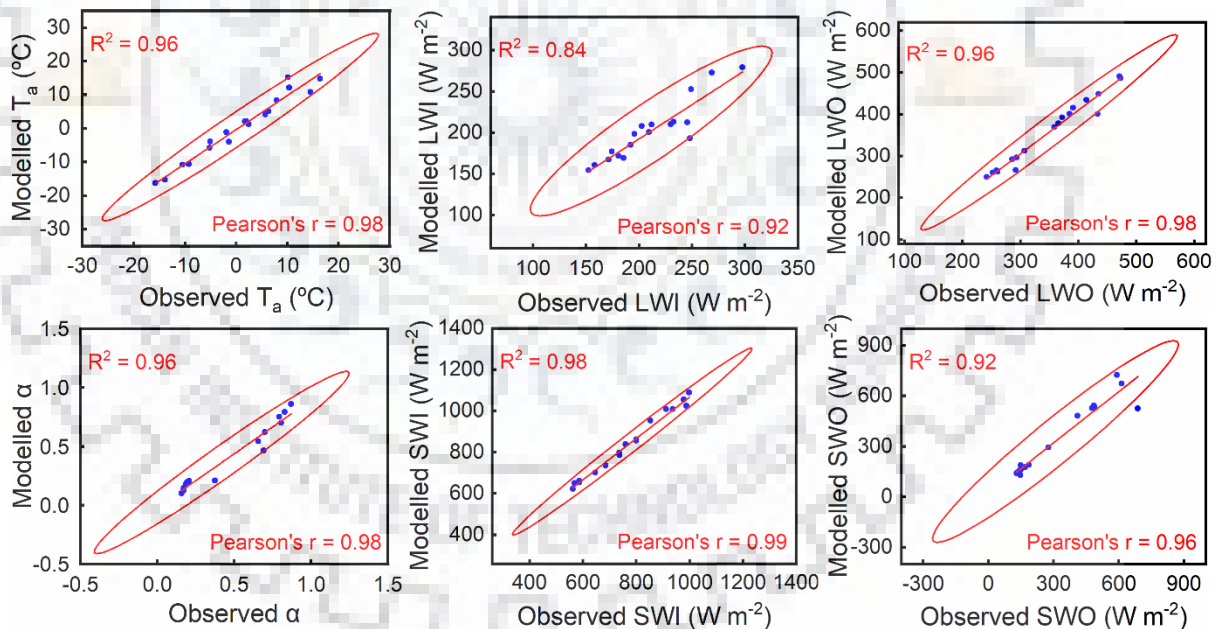 Modelled Tₐ (ºC)
30
20
10
0
-10
-20
-30
R² = 0.96
Pearson's r = 0.98
-30 -20 -10 0 10 20 30
Observed Tₐ (ºC)
Modelled LWI (W m⁻²)
300
250
200
150
100
R² = 0.84
Pearson's r = 0.92
100 150 200 250 300 350
Observed LWI (W m⁻²)
Modelled LWO (W m⁻²)
600
500
400
300
200
100
R² = 0.96
Pearson's r = 0.98
100 200 300 400 500 600
Observed LWO (W m⁻²)
Modelled α
1.5
1.0
0.5
0.0
-0.5
R² = 0.96
Pearson's r = 0.98
-0.5 0.0 0.5 1.0 1.5
Observed α
Modelled SWI (W m⁻²)
1400
1200
1000
800
600
400
R² = 0.98
Pearson's r = 0.99
400 600 800 1000 1200 1400
Observed SWI (W m⁻²)
Modelled SWO (W m⁻²)
900
600
300
0
-300
R² = 0.92
Pearson's r = 0.96
-300 0 300 600 900
Observed SWO (W m⁻²)